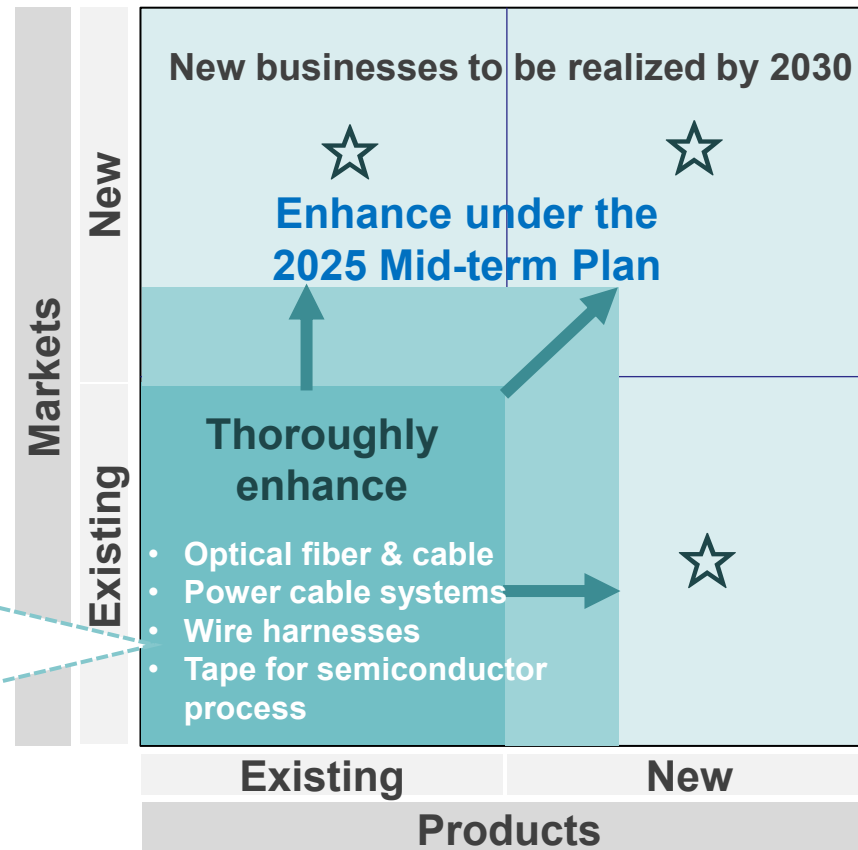 New businesses to be realized by 2030
Enhance under the
2025 Mid-term Plan
Markets
New
Existing
Thoroughly
enhance
• Optical fiber & cable
• Power cable systems
• Wire harnesses
• Tape for semiconductor
process
Existing
New
Products